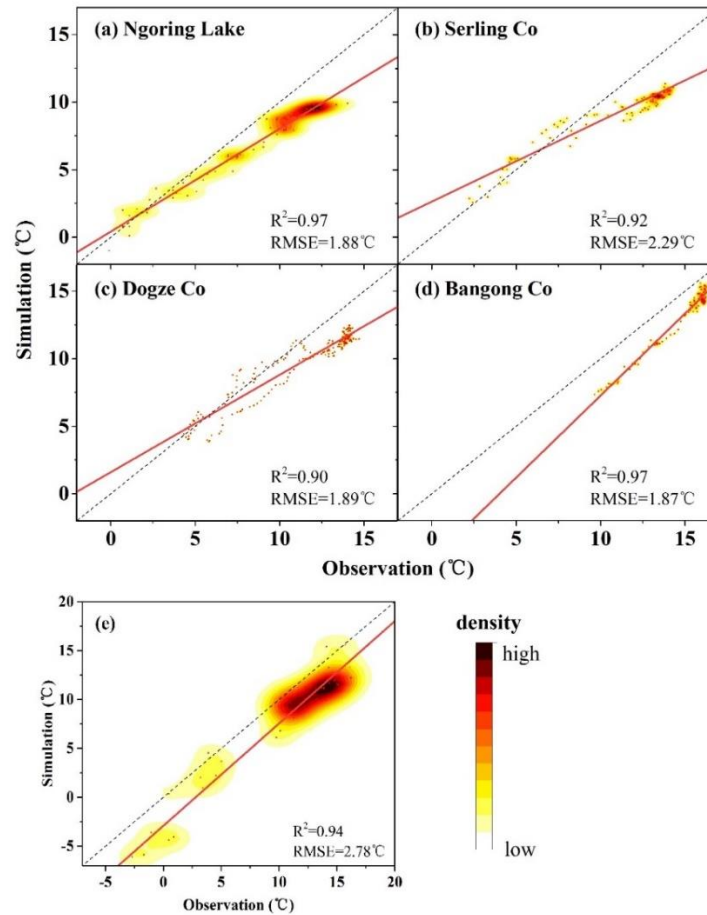 (a) Ngoring Lake
(b) Serling Co
15
10
5
0
R²=0.97
RMSE=1.88℃
R²=0.92
RMSE=2.29℃
Simulation (℃)
(c) Dogze Co
(d) Bangong Co
15
10
5
0
R²=0.90
RMSE=1.89℃
R²=0.97
RMSE=1.87℃
0 5 10 15 0 5 10 15
Observation (℃)
(e)
20
15
10
5
0
-5
Simulation (℃)
R²=0.94
RMSE=2.78℃
-5 0 5 10 15 20
Observation (℃)
density
high
low